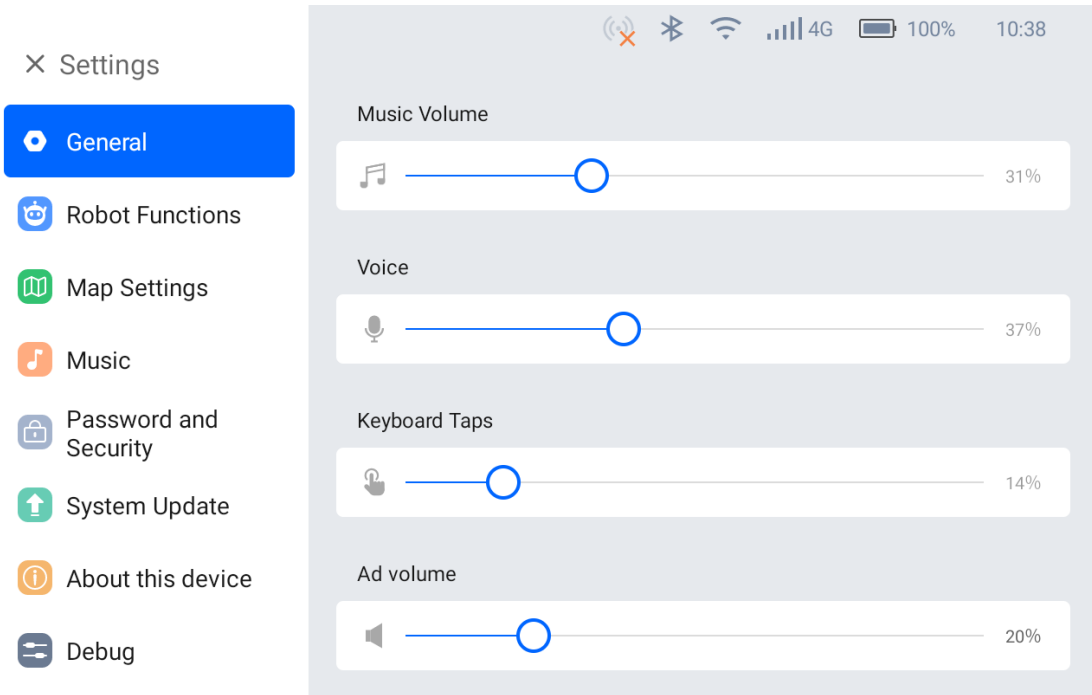 4G 100% 10:38
Settings
General
Robot Functions
Map Settings
Music
Password and
Security
System Update
About this device
Debug
Music Volume
31%
Voice
37%
Keyboard Taps
14%
Ad volume
20%